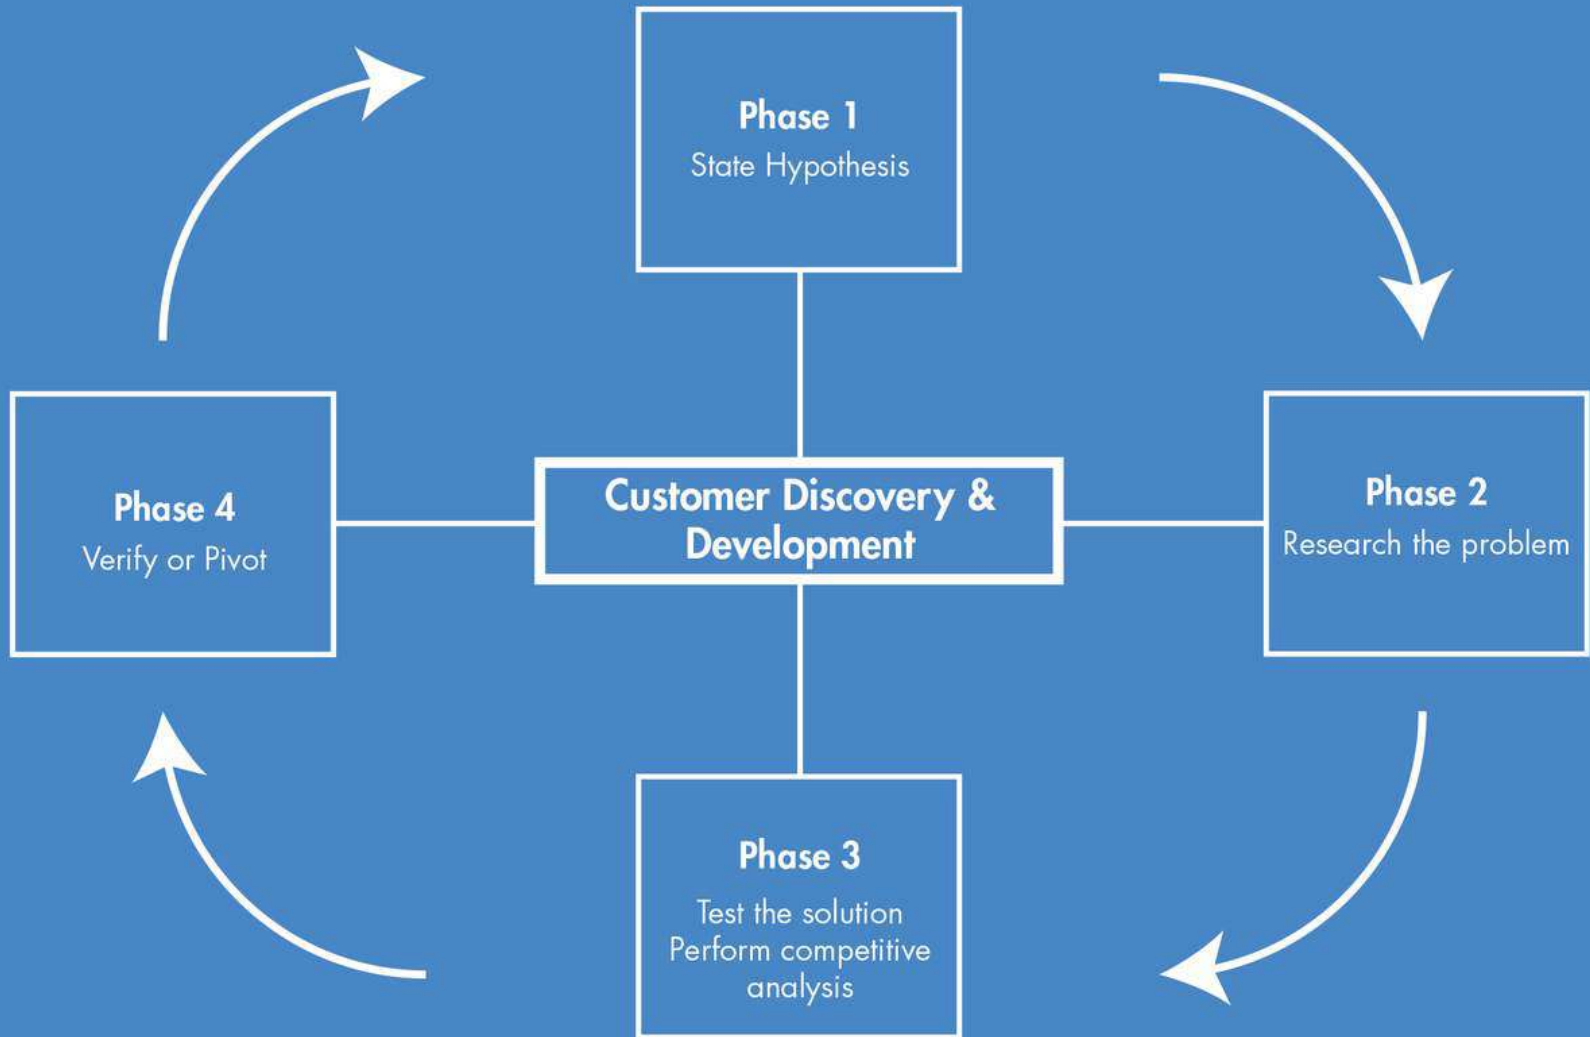 Phase 1
State Hypothesis
Phase 4
Verify or Pivot
Customer Discovery &
Development
Phase 2
Research the problem
Phase 3
Test the solution
Perform competitive
analysis